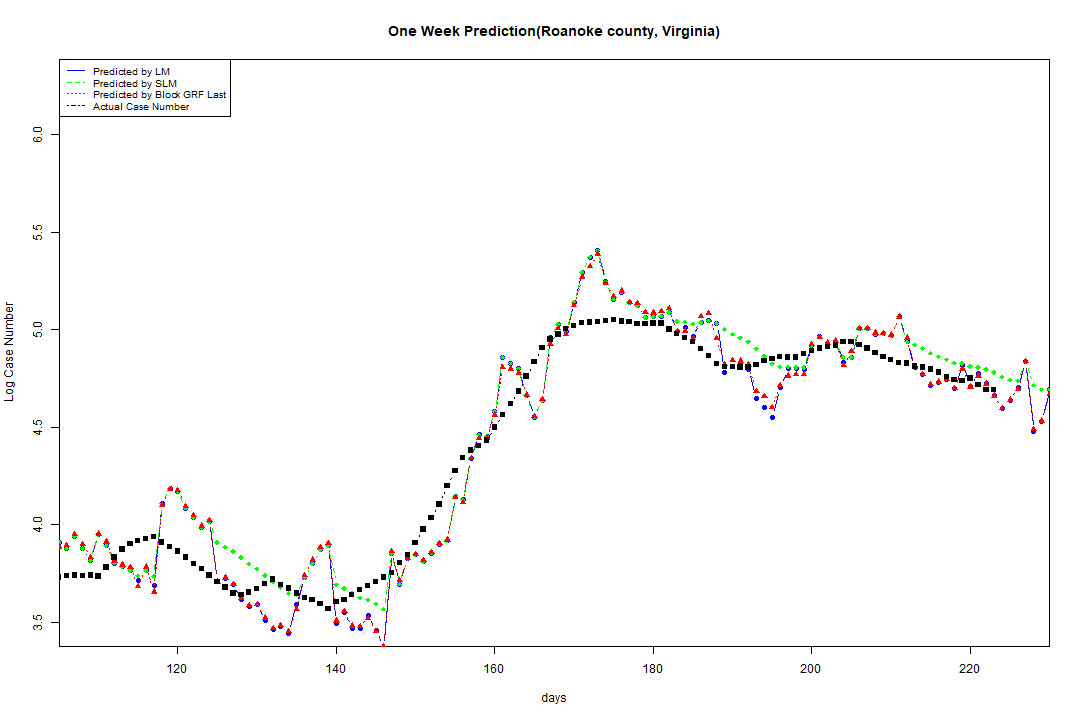 One Week Prediction(Roanoke county, Virginia)
Predicted by LM
Predicted by SLM
Predicted by Block GRF Last
Actual Case Number
6.0
5.5
5.0
4.5
4.0
3.5
Log Case Number
120 140 160 180 200 220
days